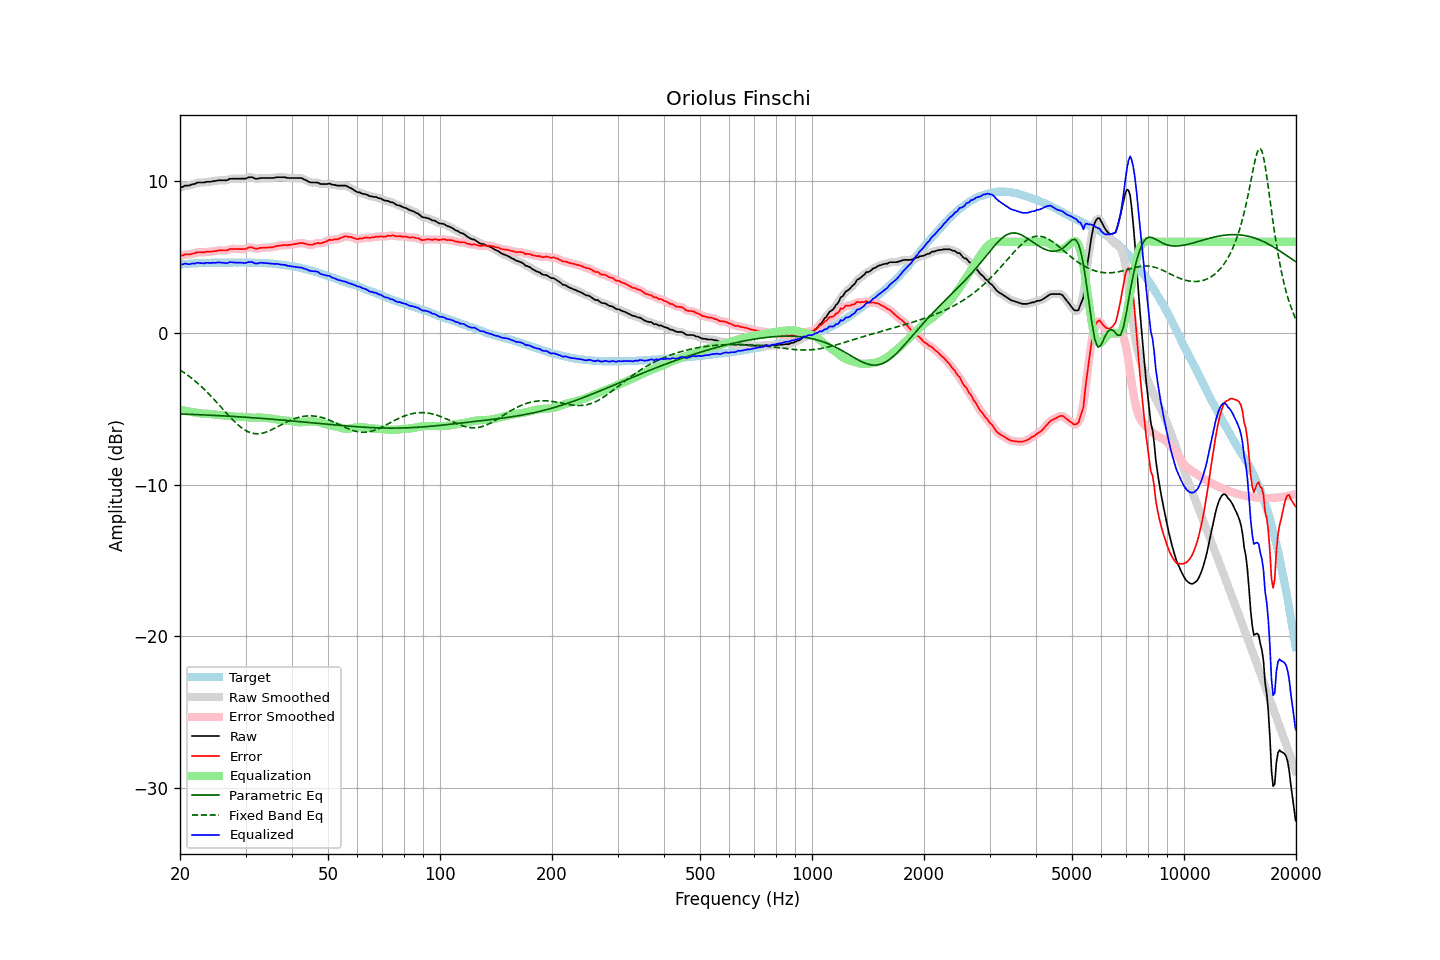 Oriolus Finschi
Amplitude (dBr)
10
0
−10
−20
−30
Target
Raw Smoothed
Error Smoothed
Raw
Error
Equalization
Parametric Eq
Fixed Band Eq
Equalized
20 50 100 200 500 1000 2000 5000 10000 20000
Frequency (Hz)